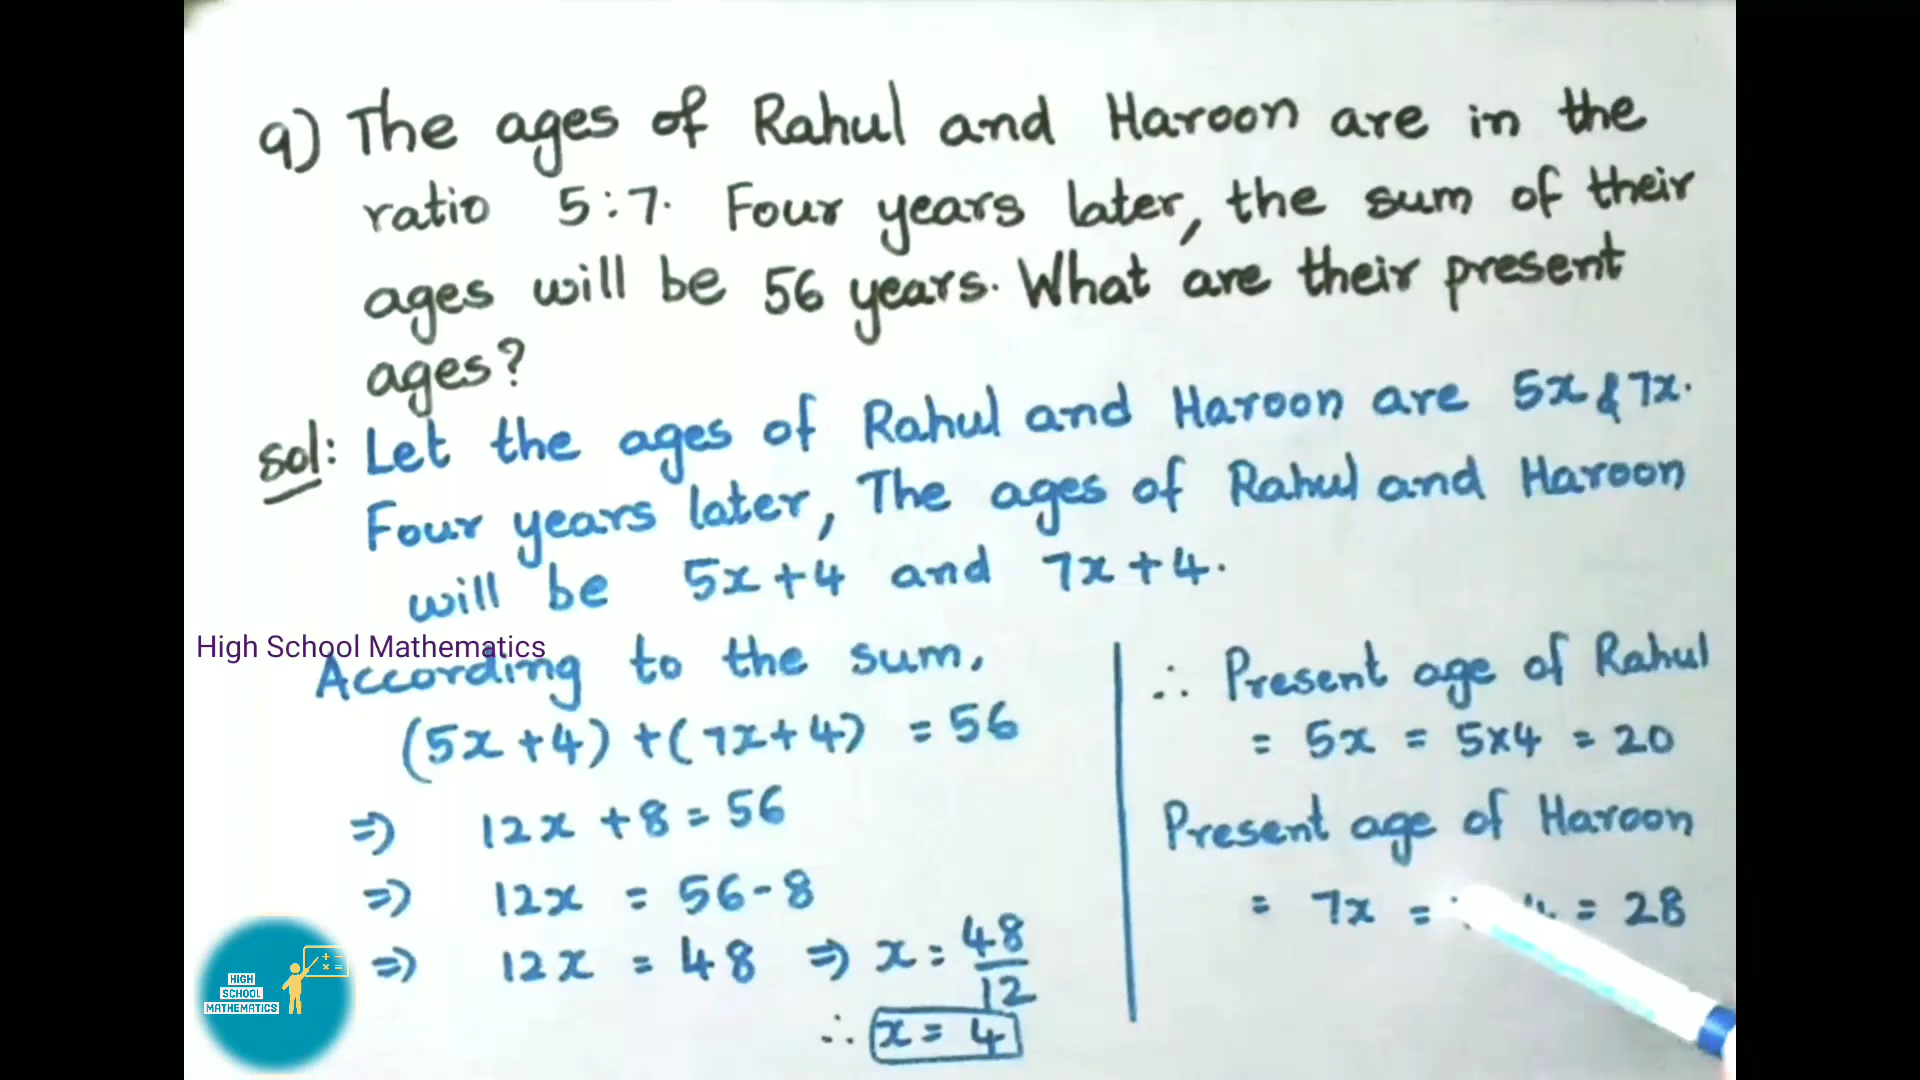 9) The ages of Rahul and Haroon are in the
ratio 5:7. Four years later, the sum of their
ages will be 56 years. What are their present
ages?
Sol: Let the ages of Rahul and Haroon are 5x & 7x.
Four years later, The ages of Rahul and Haroon
will be 5x+4 and 7x+4.
High School Mathematics
According to the sum,
(5x+4)+(7x+4) = 56
⇒ 12x+8=56
⇒ 12x = 56-8
⇒ 12x = 48 ⇒ x = 48/12
∴ x = 4
∴ Present age of Rahul
= 5x = 5x4 = 20
Present age of Haroon
= 7x = = 28
HIGH
SCHOOL
MATHEMATICS